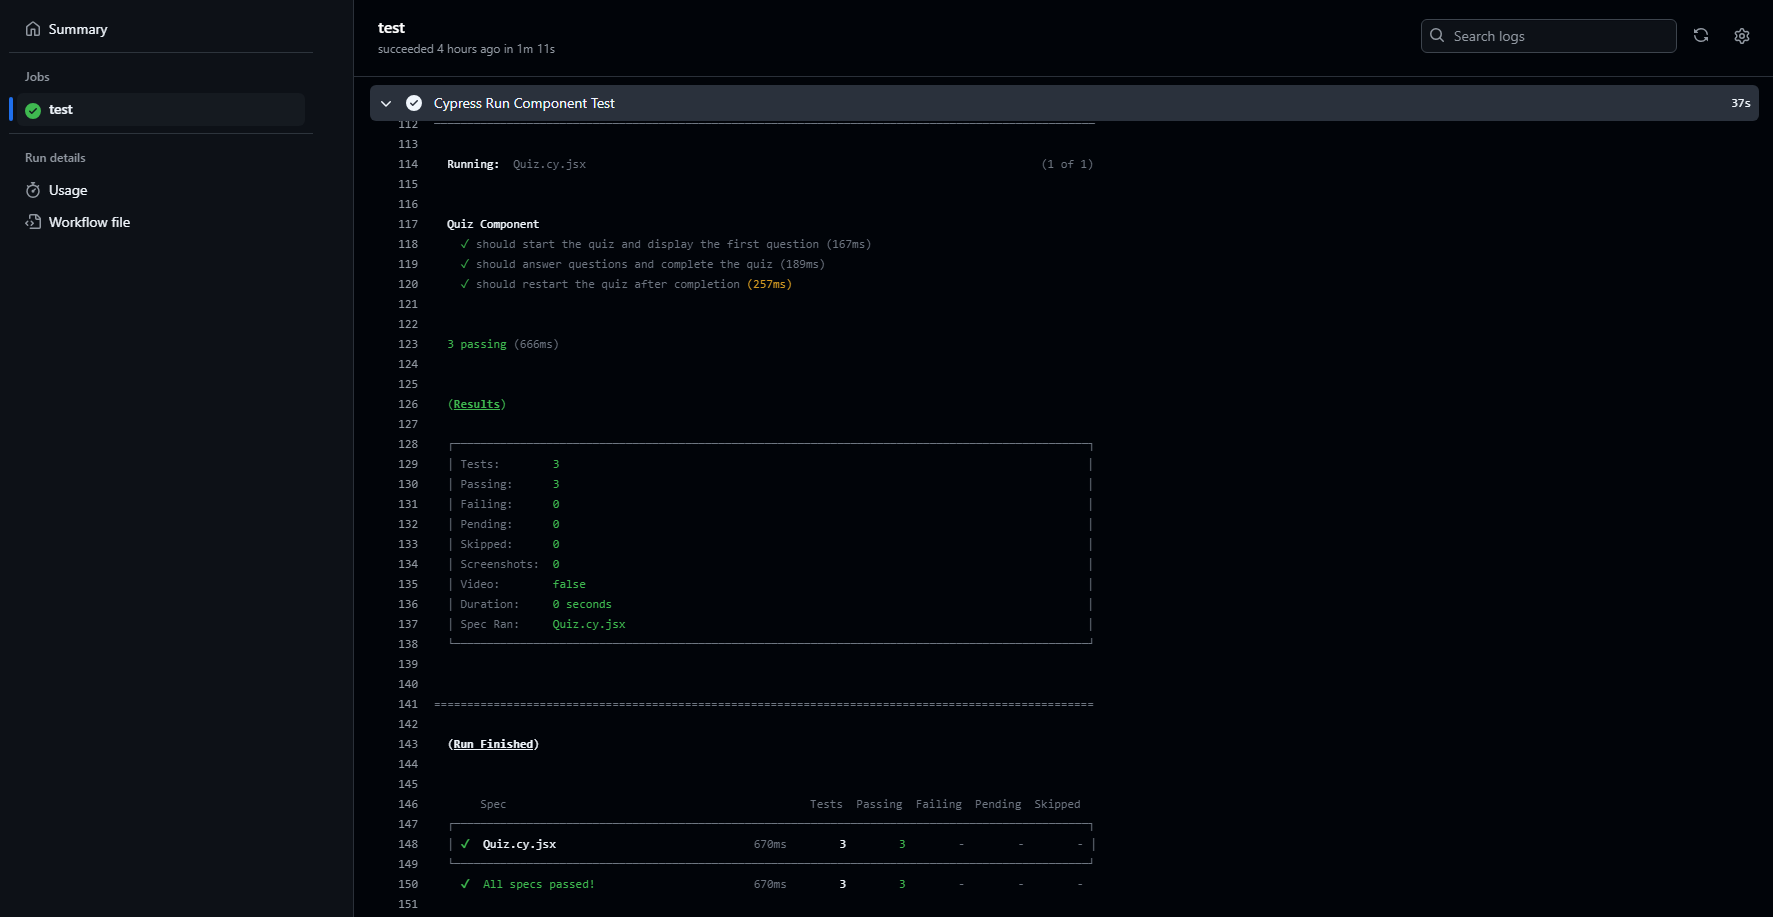 Summary
Jobs
test
Run details
Usage
Workflow file
test
succeeded 4 hours ago in 1m 11s
Search logs
Cypress Run Component Test 37s
112
113
114 Running: Quiz.cy.jsx (1 of 1)
115
116
117 Quiz Component
118 ✓ should start the quiz and display the first question (167ms)
119 ✓ should answer questions and complete the quiz (189ms)
120 ✓ should restart the quiz after completion (257ms)
121
122
123 3 passing (666ms)
124
125
126 (Results)
127
128
129 │ Tests: 3 │
130 │ Passing: 3 │
131 │ Failing: 0 │
132 │ Pending: 0 │
133 │ Skipped: 0 │
134 │ Screenshots: 0 │
135 │ Video: false │
136 │ Duration: 0 seconds │
137 │ Spec Ran: Quiz.cy.jsx │
138
139
140
141 ====================================================================================================
142
143 (Run Finished)
144
145
146 Spec Tests Passing Failing Pending Skipped
147
148 │ ✔ Quiz.cy.jsx 670ms 3 3 - - - │
149
150 ✔ All specs passed! 670ms 3 3 - - -
151